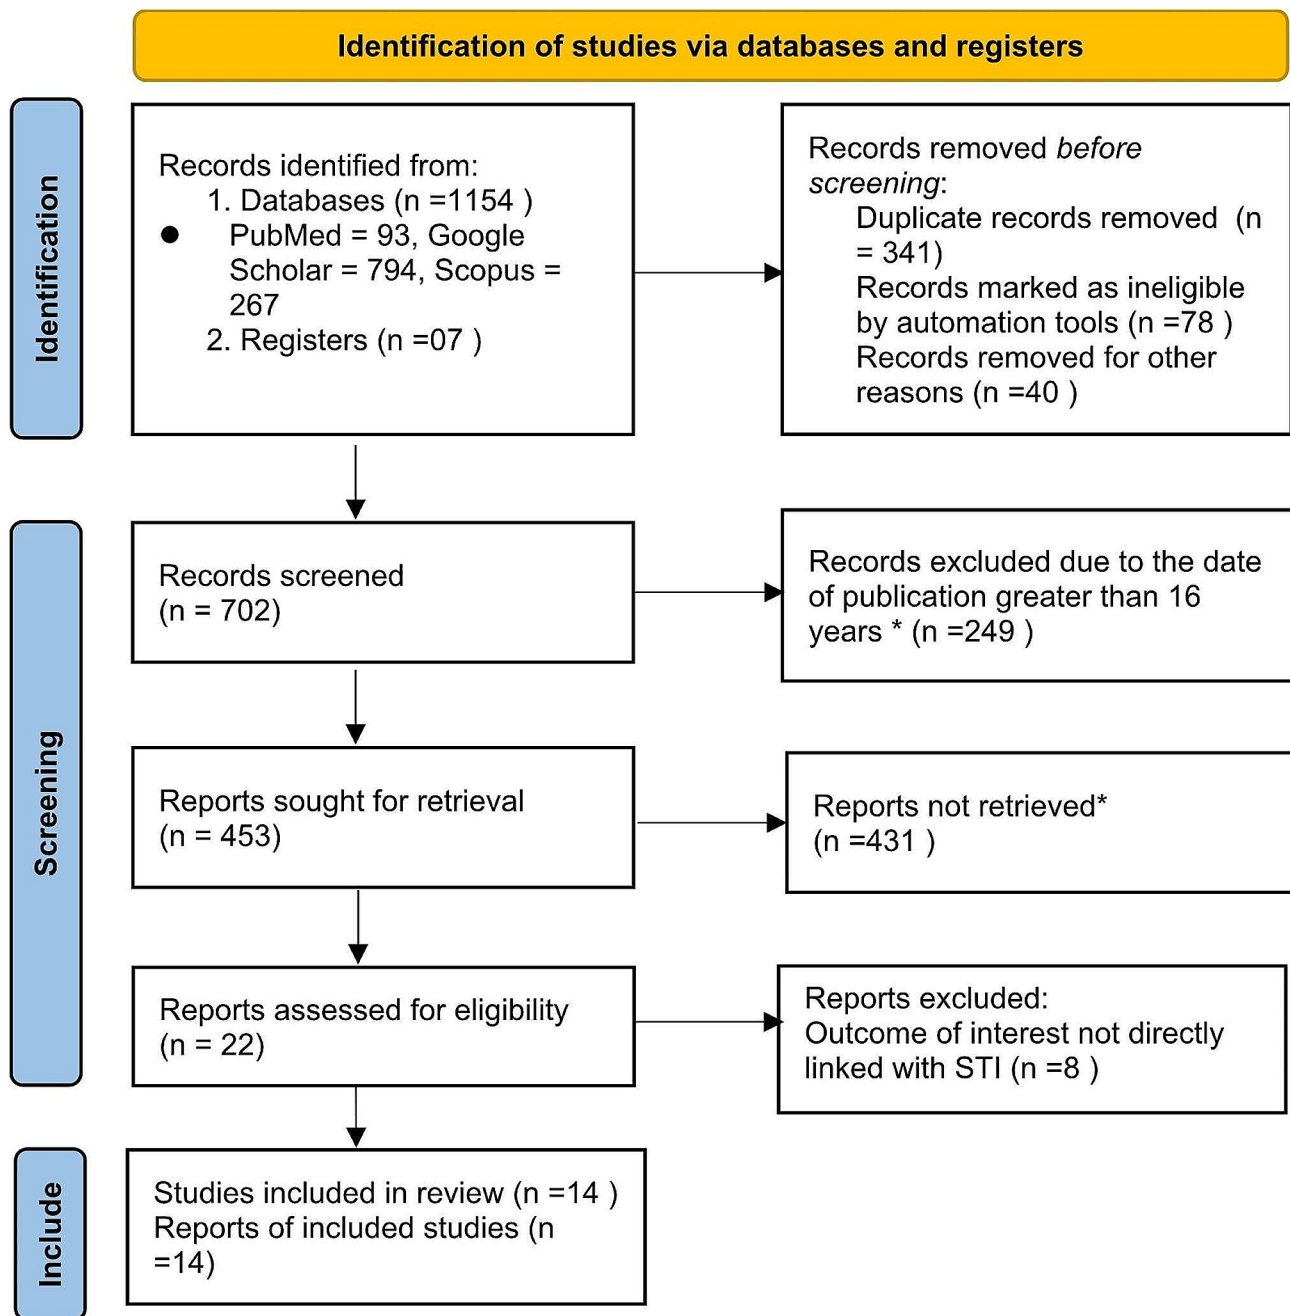 Identification of studies via databases and registers
Identification
Records identified from:
1. Databases (n =1154 )
● PubMed = 93, Google
Scholar = 794, Scopus =
267
2. Registers (n =07 )
Records removed before
screening:
Duplicate records removed  (n
= 341)
Records marked as ineligible
by automation tools (n =78 )
Records removed for other
reasons (n =40 )
Screening
Records screened
(n = 702)
Records excluded due to the date
of publication greater than 16
years * (n =249 )
Reports sought for retrieval
(n = 453)
Reports not retrieved*
(n =431 )
Reports assessed for eligibility
(n = 22)
Reports excluded:
Outcome of interest not directly
linked with STI (n =8 )
Include
Studies included in review (n =14 )
Reports of included studies (n
=14)